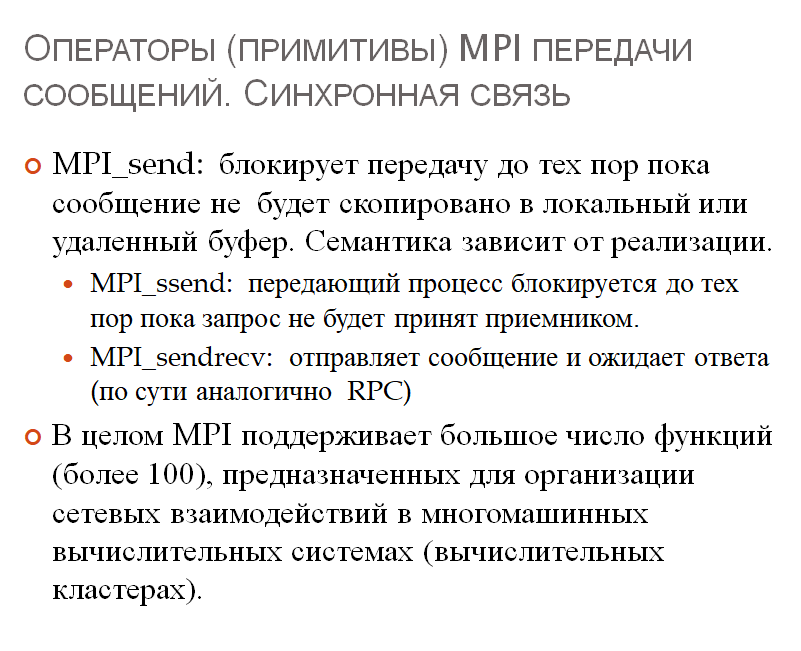 Операторы (примитивы) MPI передачи
сообщений. Синхронная связь
MPI_send: блокирует передачу до тех пор пока
сообщение не будет скопировано в локальный или
удаленный буфер. Семантика зависит от реализации.
MPI_ssend: передающий процесс блокируется до тех
пор пока запрос не будет принят приемником.
MPI_sendrecv: отправляет сообщение и ожидает ответа
(по сути аналогично RPC)
В целом MPI поддерживает большое число функций
(более 100), предназначенных для организации
сетевых взаимодействий в многомашинных
вычислительных системах (вычислительных
кластерах).